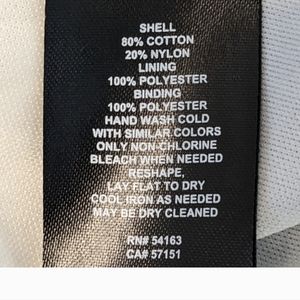 SHELL
80% COTTON
20% NYLON
LINING
100% POLYESTER
BINDING
100% POLYESTER
HAND WASH COLD
WITH SIMILAR COLORS
ONLY NON-CHLORINE
BLEACH WHEN NEEDED
RESHAPE,
LAY FLAT TO DRY
COOL IRON AS NEEDED
MAY BE DRY CLEANED
RN# 54163
CA# 57151